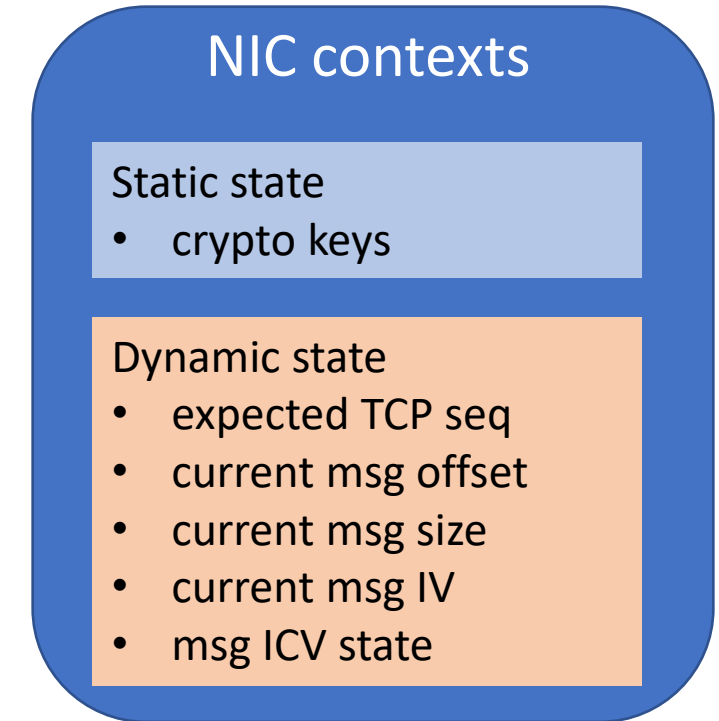 NIC contexts
Static state
• crypto keys
Dynamic state
• expected TCP seq
• current msg offset
• current msg size
• current msg IV
• msg ICV state